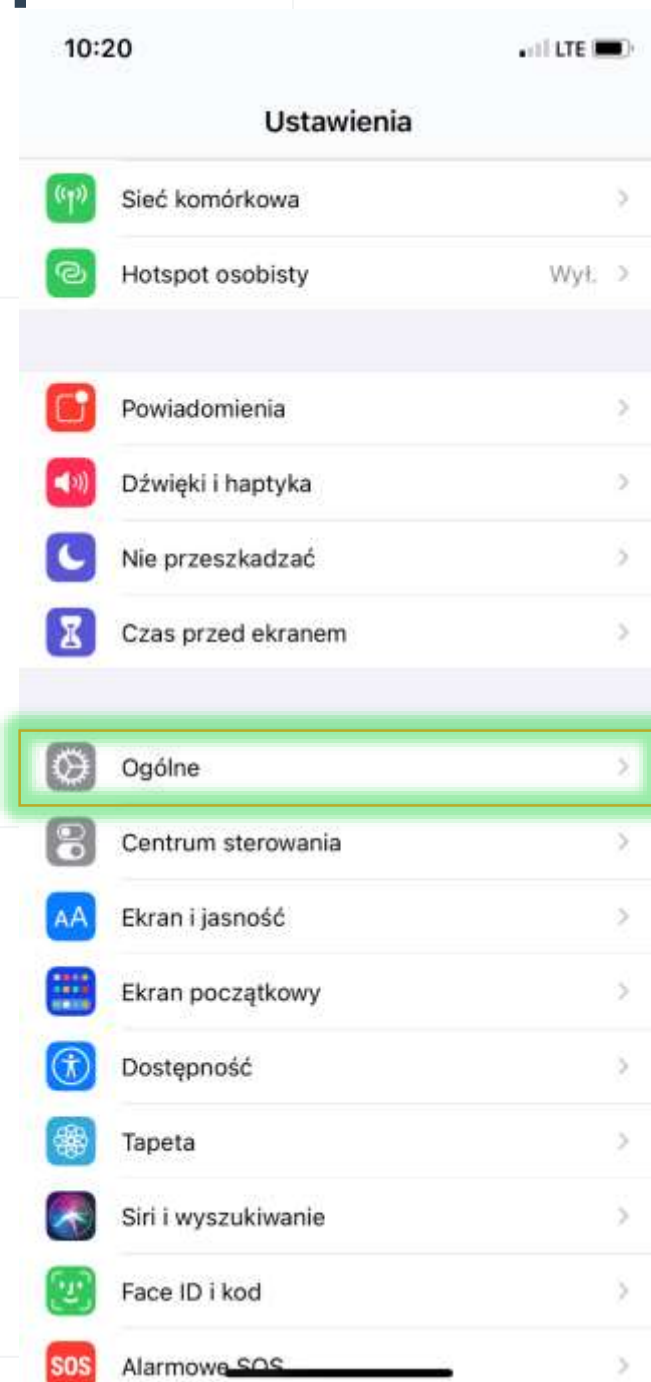 10:20 LTE
Ustawienia
Sieć komórkowa
Hotspot osobisty Wył.
Powiadomienia
Dźwięki i haptyka
Nie przeszkadzać
Czas przed ekranem
Ogólne
Centrum sterowania
AA Ekran i jasność
Ekran początkowy
Dostępność
Tapeta
Siri i wyszukiwanie
Face ID i kod
SOS Alarmowe SOS